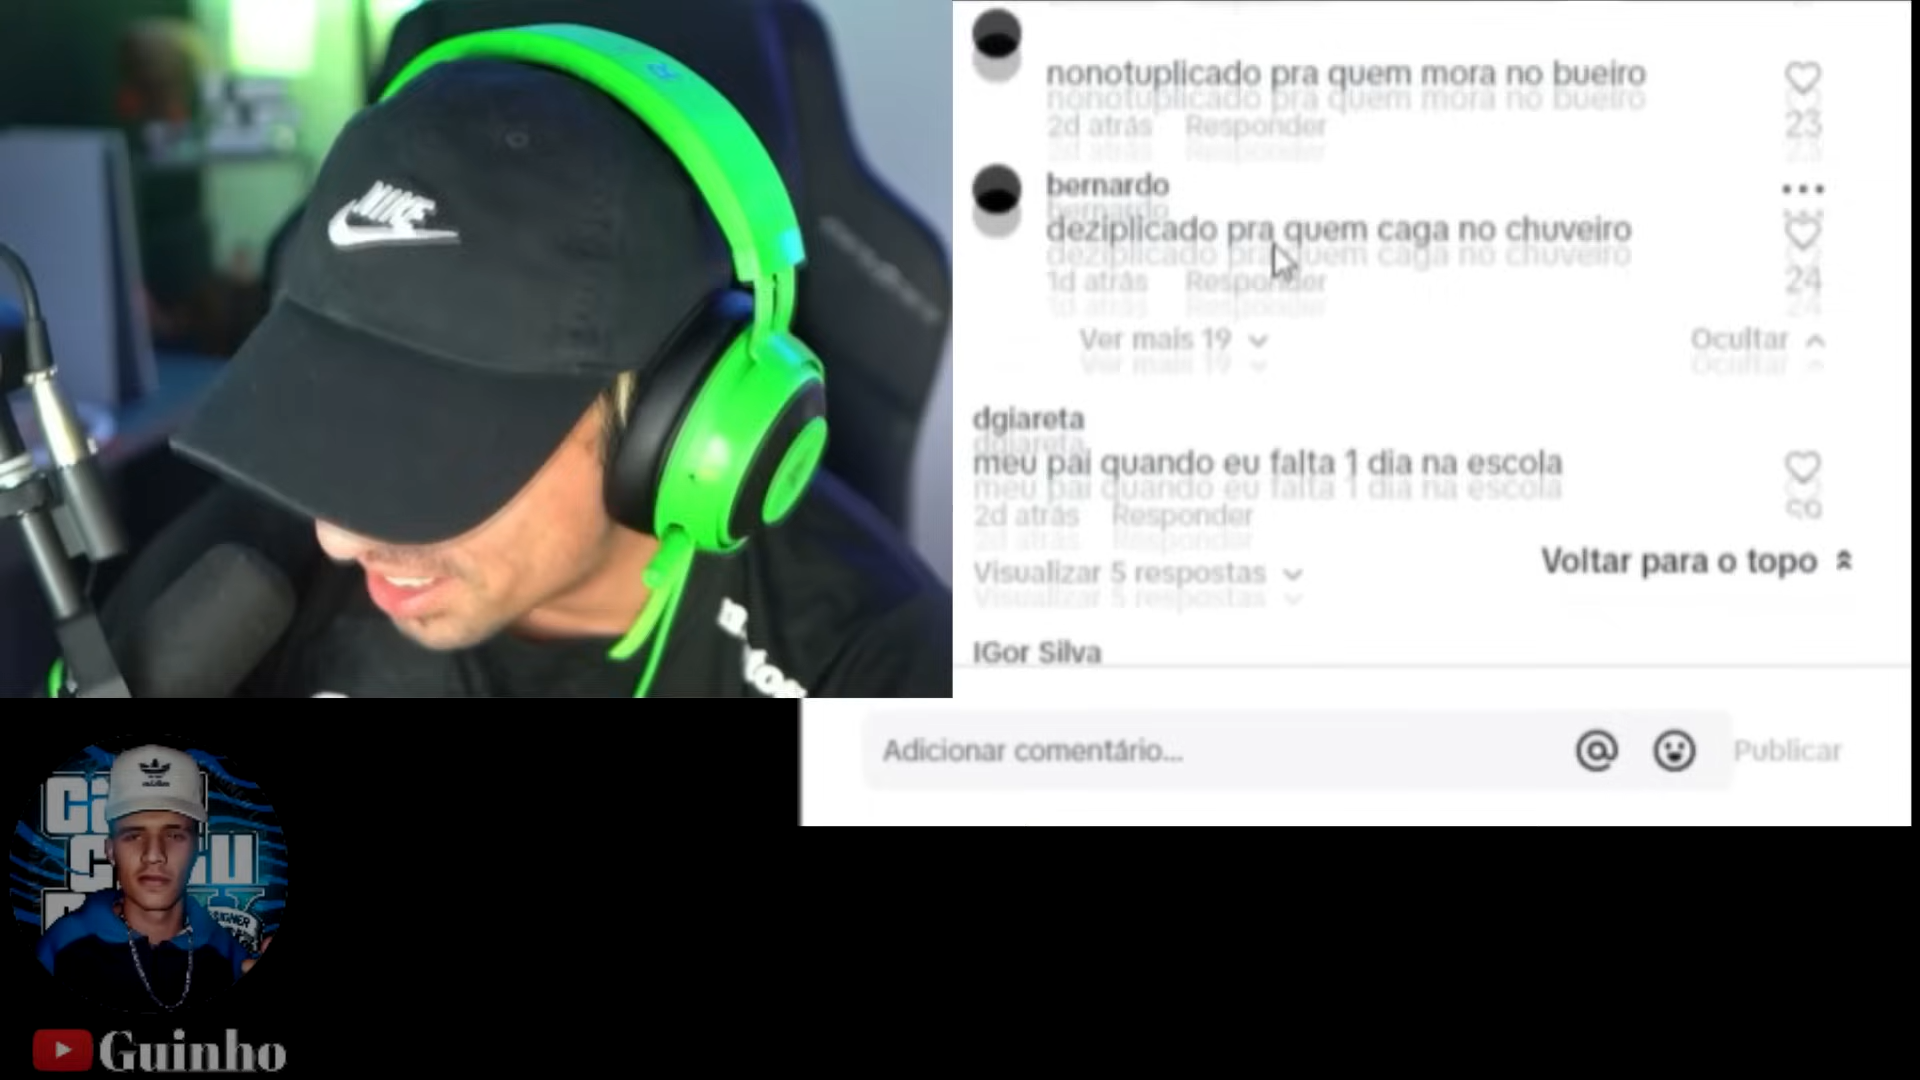 NIKE
nonotuplicado pra quem mora no bueiro
2d atrás Responder
23
bernardo
deziplicado pra quem caga no chuveiro
1d atrás Responder
24
Ver mais 19
Ocultar
dgiareta
meu pai quando eu falta 1 dia na escola
2d atrás Responder
Visualizar 5 respostas
Voltar para o topo
IGor Silva
Adicionar comentário...
@
Publicar
Guinho